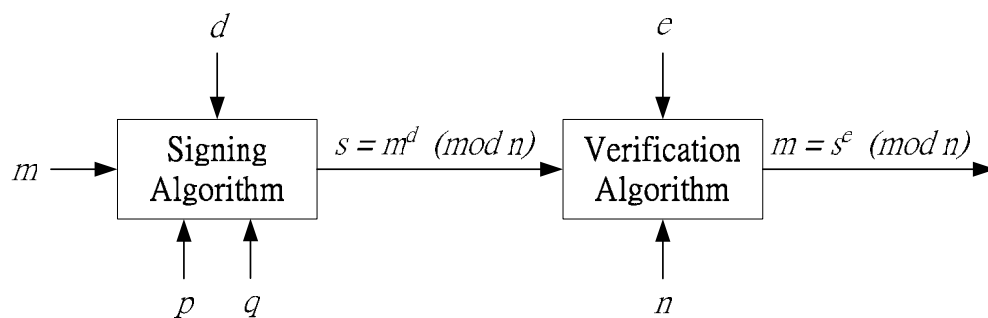 d
e
m
Signing
Algorithm
s = m^d (mod n)
Verification
Algorithm
m = s^e (mod n)
p
q
n